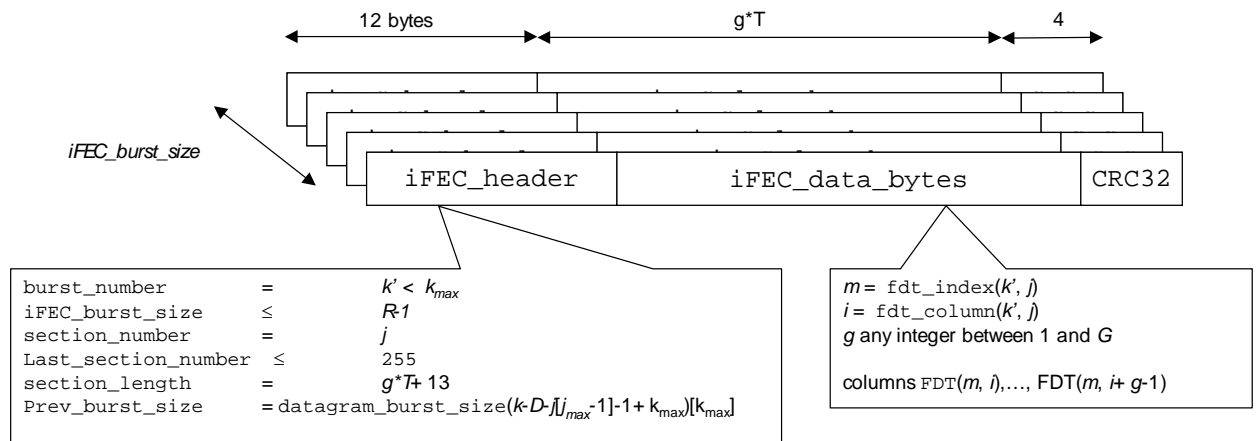 12 bytes g*T 4
iFEC_burst_size
iFEC_header iFEC_data_bytes CRC32
burst_number = k' < kmax
iFEC_burst_size ≤ R-1
section_number = j
Last_section_number ≤ 255
section_length = g*T+ 13
Prev_burst_size = datagram_burst_size(k-D-j[jmax-1]-1 + kmax)[kmax]
m = fdt_index(k', j)
i = fdt_column(k', j)
g any integer between 1 and G
columns FDT(m, i),…, FDT(m, i+ g-1)